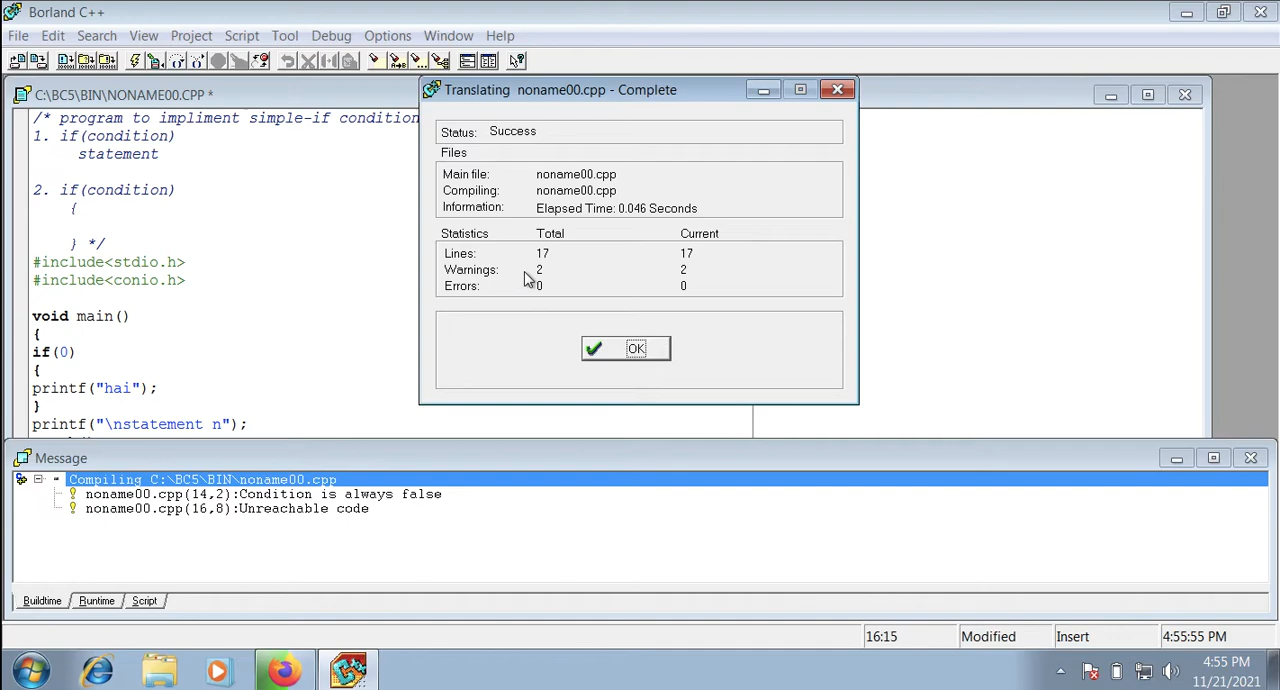 Borland C++
File Edit Search View Project Script Tool Debug Options Window Help
C:\BC5\BIN\NONAME00.CPP *
/* program to impliment simple-if condition
1. if(condition)
statement
2. if(condition)
{
} */
#include<stdio.h>
#include<conio.h>
void main()
{
if(0)
{
printf("hai");
}
printf("\nstatement n");
Translating noname00.cpp - Complete
Status: Success
Files
Main file: noname00.cpp
Compiling: noname00.cpp
Information: Elapsed Time: 0.046 Seconds
Statistics Total Current
Lines: 17 17
Warnings: 2 2
Errors: 0 0
OK
Message
Compiling C:\BC5\BIN\noname00.cpp
noname00.cpp(14,2):Condition is always false
noname00.cpp(16,8):Unreachable code
Buildtime Runtime Script
16:15 Modified Insert 4:55:55 PM
4:55 PM
11/21/2021